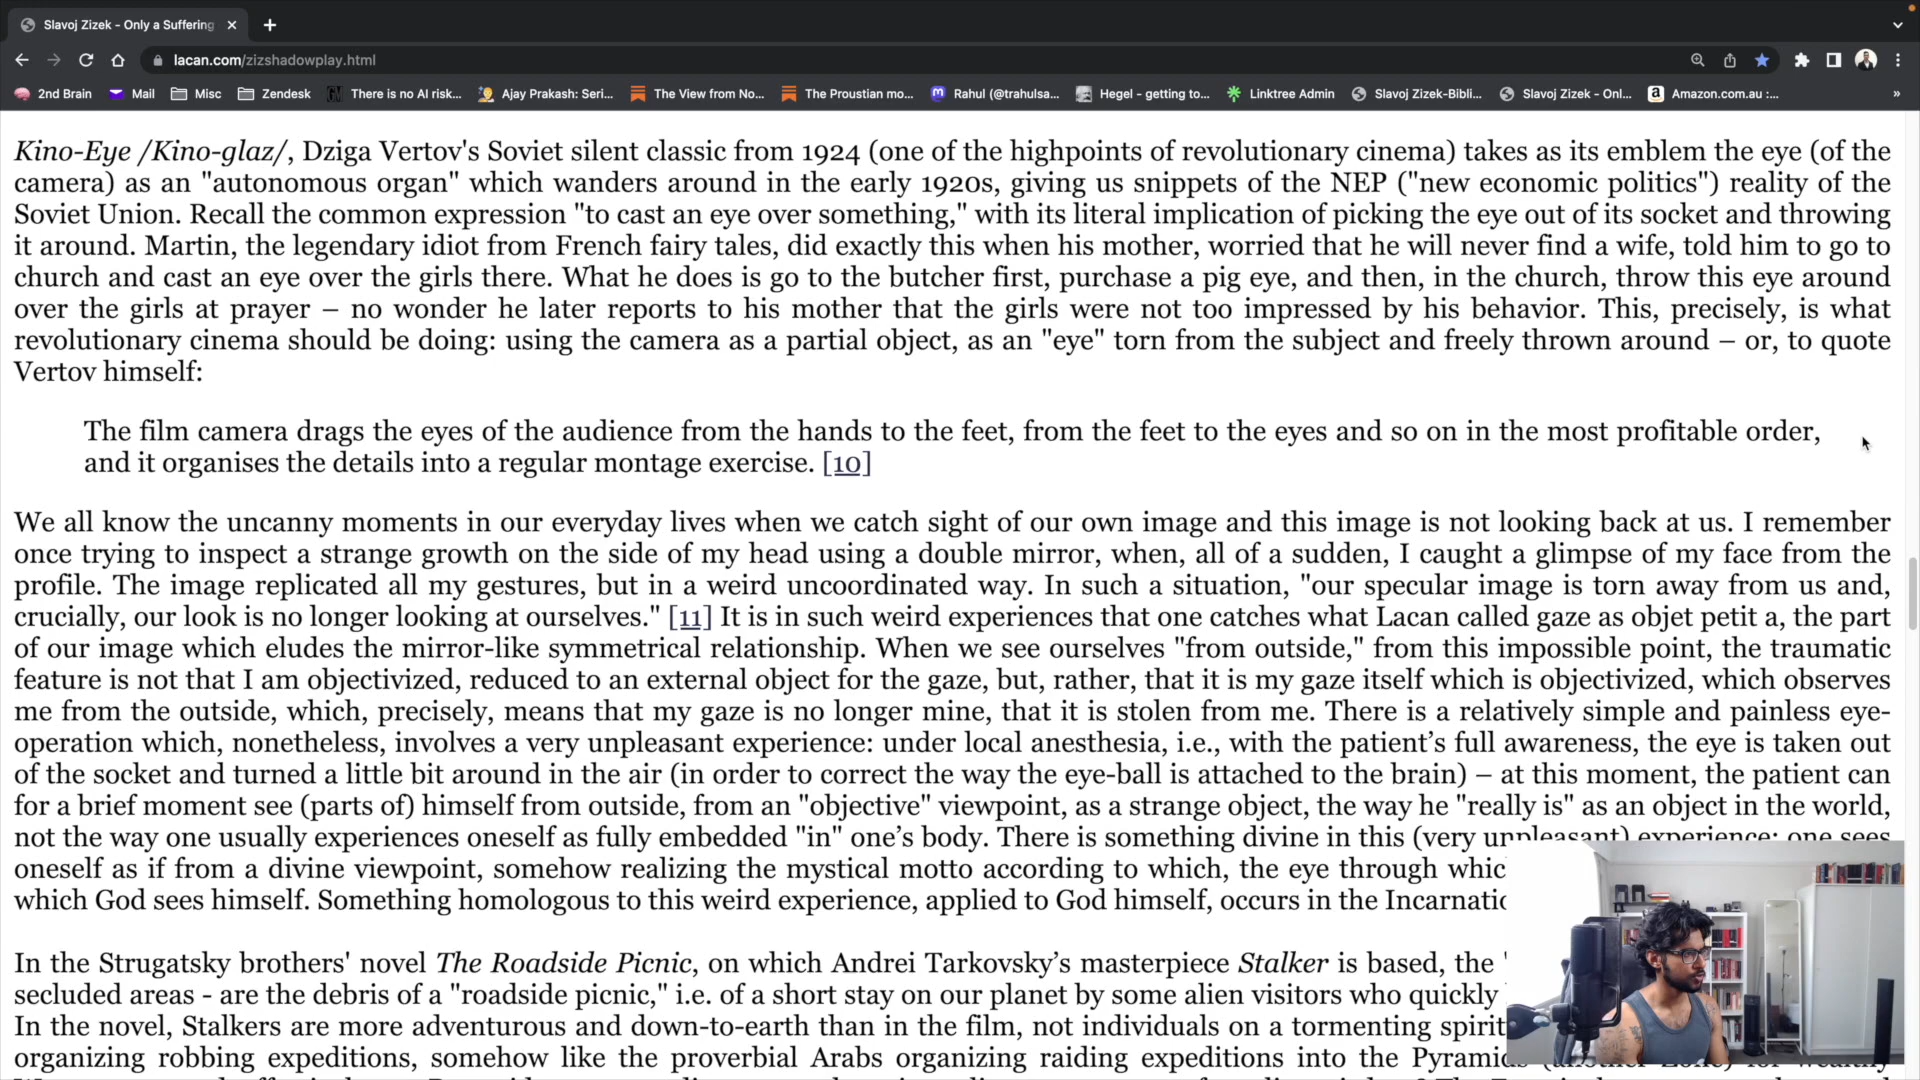 Slavoj Zizek - Only a Suffering
lacan.com/zizshadowplay.html
2nd Brain Mail Misc Zendesk There is no AI risk... Ajay Prakash: Seri... The View from No... The Proustian mo... Rahul (@trahulsa... Hegel - getting to... Linktree Admin Slavoj Zizek-Bibli... Slavoj Zizek - Onl... Amazon.com.au :... »
Kino-Eye /Kino-glaz/, Dziga Vertov's Soviet silent classic from 1924 (one of the highpoints of revolutionary cinema) takes as its emblem the eye (of the
camera) as an "autonomous organ" which wanders around in the early 1920s, giving us snippets of the NEP ("new economic politics") reality of the
Soviet Union. Recall the common expression "to cast an eye over something," with its literal implication of picking the eye out of its socket and throwing
it around. Martin, the legendary idiot from French fairy tales, did exactly this when his mother, worried that he will never find a wife, told him to go to
church and cast an eye over the girls there. What he does is go to the butcher first, purchase a pig eye, and then, in the church, throw this eye around
over the girls at prayer – no wonder he later reports to his mother that the girls were not too impressed by his behavior. This, precisely, is what
revolutionary cinema should be doing: using the camera as a partial object, as an "eye" torn from the subject and freely thrown around – or, to quote
Vertov himself:
The film camera drags the eyes of the audience from the hands to the feet, from the feet to the eyes and so on in the most profitable order,
and it organises the details into a regular montage exercise. [10]
We all know the uncanny moments in our everyday lives when we catch sight of our own image and this image is not looking back at us. I remember
once trying to inspect a strange growth on the side of my head using a double mirror, when, all of a sudden, I caught a glimpse of my face from the
profile. The image replicated all my gestures, but in a weird uncoordinated way. In such a situation, "our specular image is torn away from us and,
crucially, our look is no longer looking at ourselves." [11] It is in such weird experiences that one catches what Lacan called gaze as objet petit a, the part
of our image which eludes the mirror-like symmetrical relationship. When we see ourselves "from outside," from this impossible point, the traumatic
feature is not that I am objectivized, reduced to an external object for the gaze, but, rather, that it is my gaze itself which is objectivized, which observes
me from the outside, which, precisely, means that my gaze is no longer mine, that it is stolen from me. There is a relatively simple and painless eye-
operation which, nonetheless, involves a very unpleasant experience: under local anesthesia, i.e., with the patient's full awareness, the eye is taken out
of the socket and turned a little bit around in the air (in order to correct the way the eye-ball is attached to the brain) – at this moment, the patient can
for a brief moment see (parts of) himself from outside, from an "objective" viewpoint, as a strange object, the way he "really is" as an object in the world,
not the way one usually experiences oneself as fully embedded "in" one's body. There is something divine in this (very unpleasant) experience: one sees
oneself as if from a divine viewpoint, somehow realizing the mystical motto according to which, the eye through whic
which God sees himself. Something homologous to this weird experience, applied to God himself, occurs in the Incarnatio
In the Strugatsky brothers' novel The Roadside Picnic, on which Andrei Tarkovsky's masterpiece Stalker is based, the "
secluded areas - are the debris of a "roadside picnic," i.e. of a short stay on our planet by some alien visitors who quickly
In the novel, Stalkers are more adventurous and down-to-earth than in the film, not individuals on a tormenting spirit
organizing robbing expeditions, somehow like the proverbial Arabs organizing raiding expeditions into the Pyramids (another Zone) for wealthy